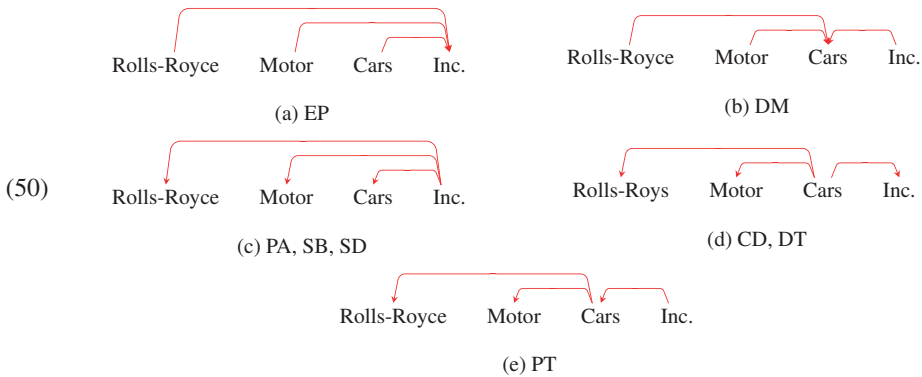 Rolls-Royce Motor Cars Inc.
(a) EP
Rolls-Royce Motor Cars Inc.
(b) DM
(50)
Rolls-Royce Motor Cars Inc.
(c) PA, SB, SD
Rolls-Roys Motor Cars Inc.
(d) CD, DT
Rolls-Royce Motor Cars Inc.
(e) PT